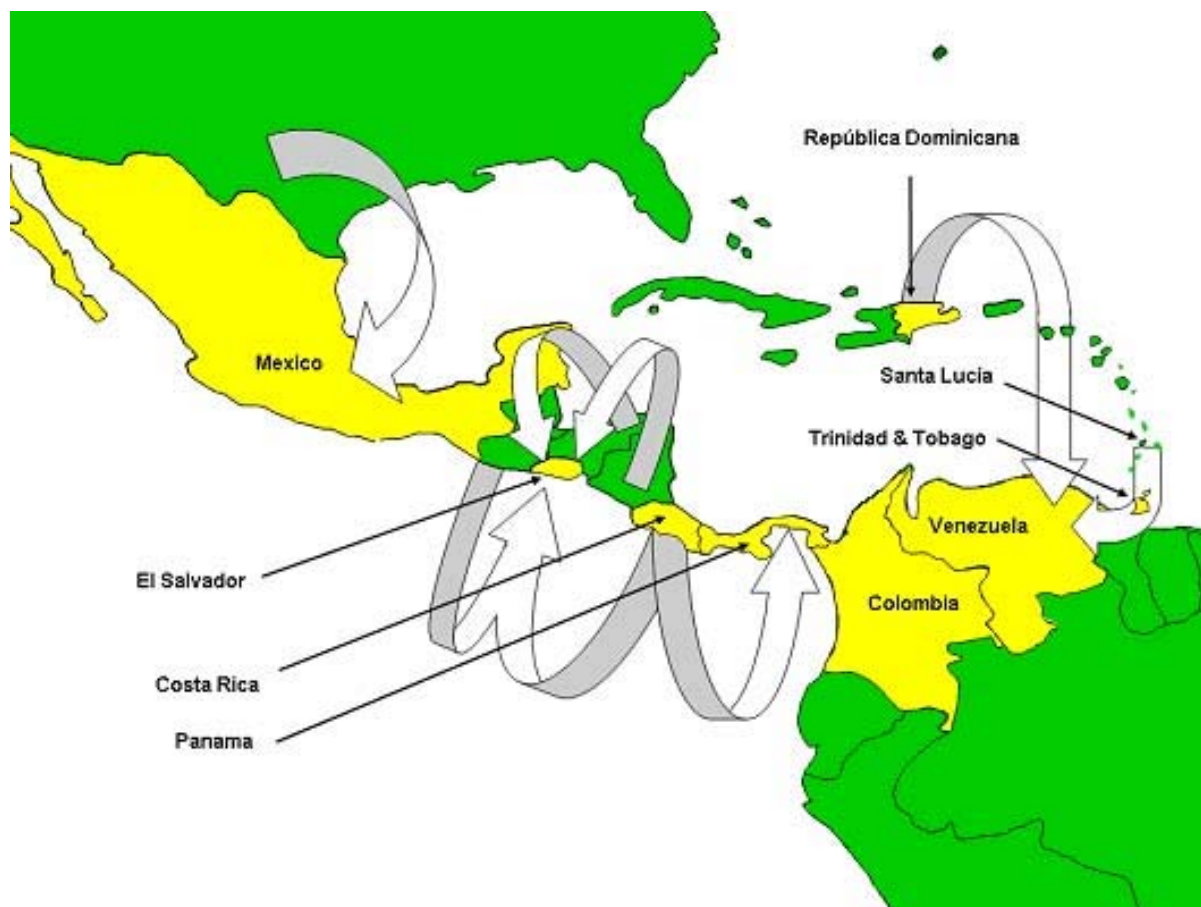 República Dominicana
Mexico
Santa Lucia
Trinidad & Tobago
Venezuela
El Salvador
Colombia
Costa Rica
Panama